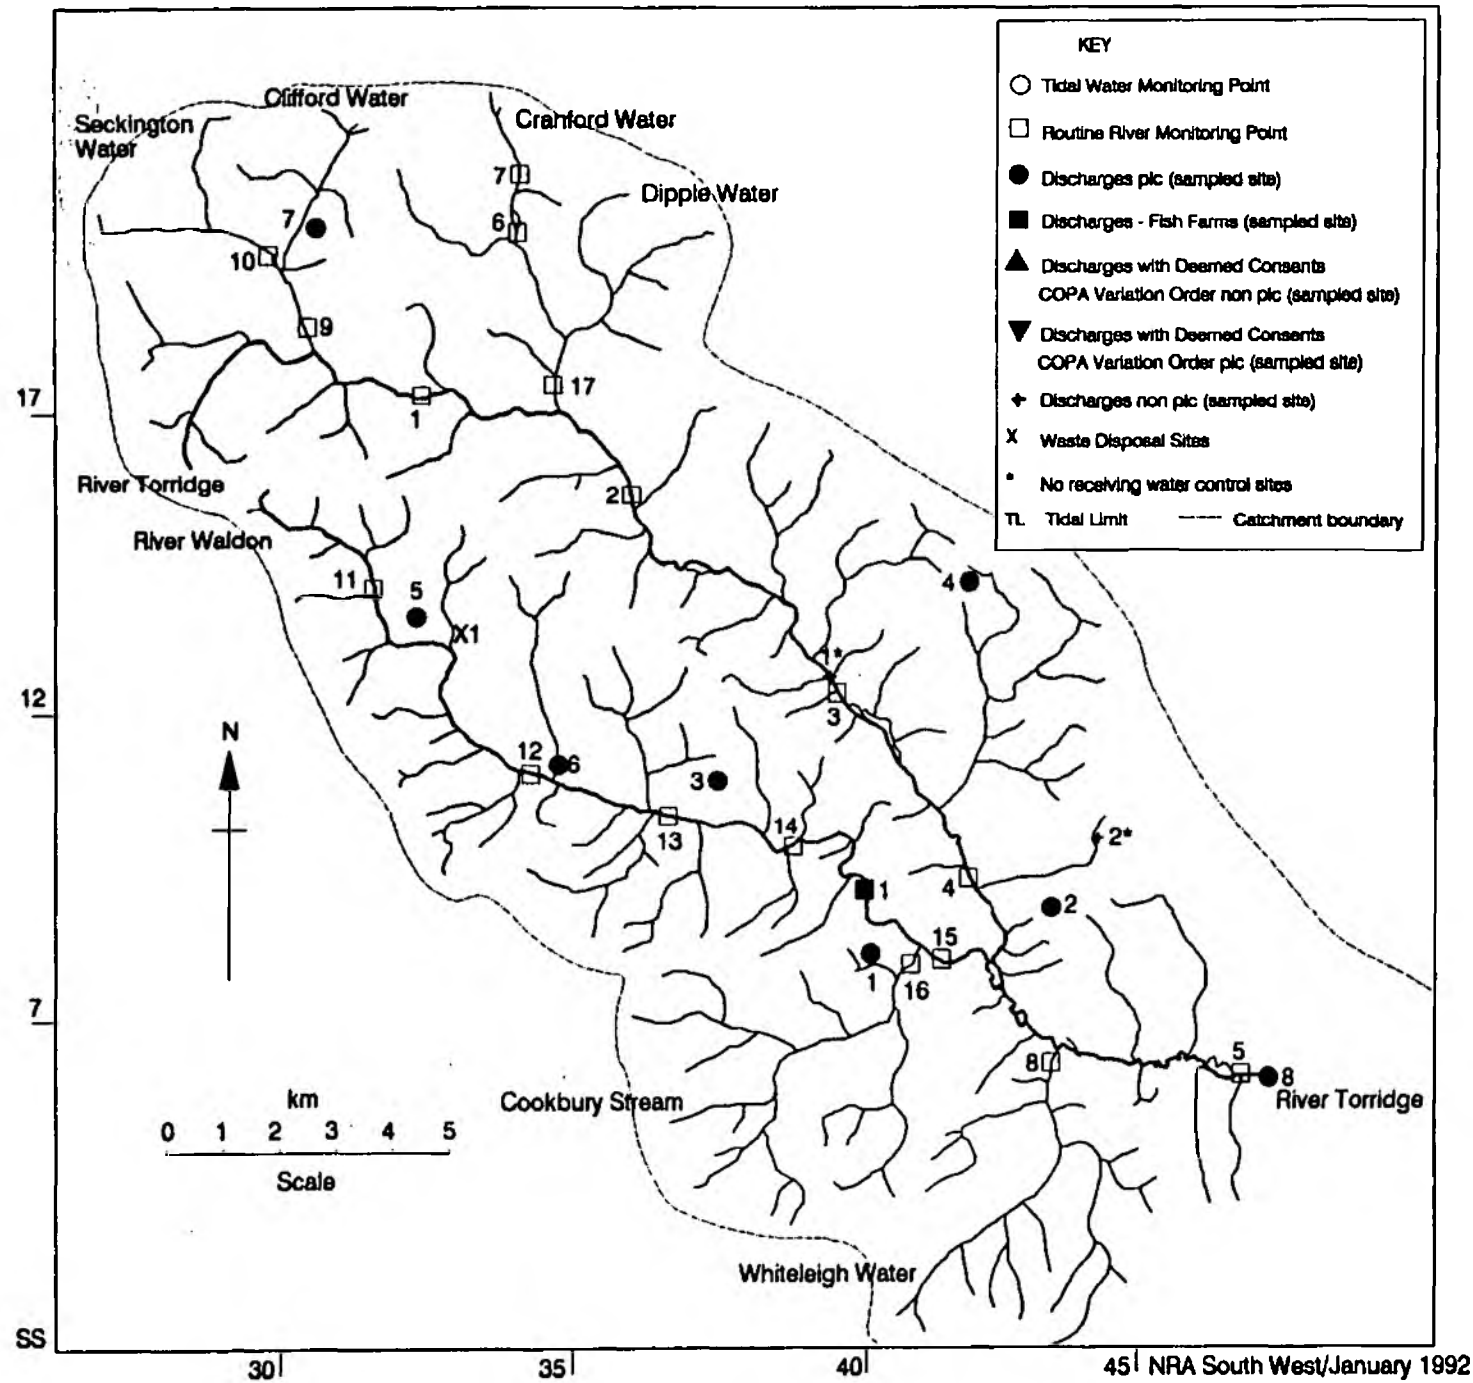 KEY
Tidal Water Monitoring Point
Routine River Monitoring Point
Discharges plc (sampled site)
Discharges - Fish Farms (sampled site)
Discharges with Deemed Consents
COPA Variation Order non plc (sampled site)
Discharges with Deemed Consents
COPA Variation Order plc (sampled site)
Discharges non plc (sampled site)
X Waste Disposal Sites
* No receiving water control sites
TL Tidal Limit
Catchment boundary
Clifford Water
Seckington
Water
Cranford Water
Dipple Water
7
6
7
10
9
17
1
17
River Torridge
2
River Waldon
11
5
X1
4
1*
3
12
N
12
6
3
13
14
2*
1
4
2
15
1
16
7
8
5
8
River Torridge
Cookbury Stream
km
0 1 2 3 4 5
Scale
Whiteleigh Water
SS
30
35
40
45
NRA South West/January 1992